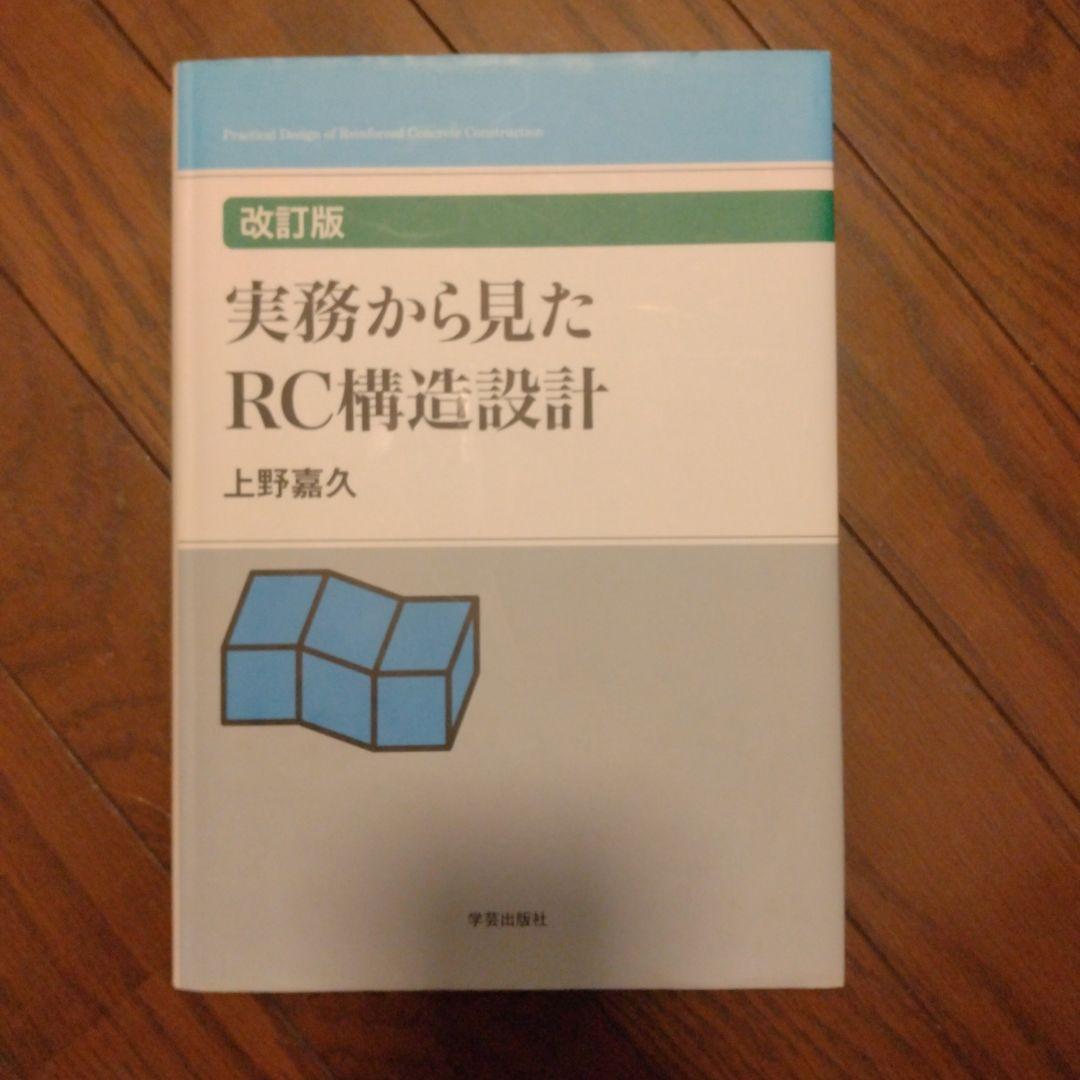 Practical Design of Reinforced Concrete Construction
改訂版
実務から見た
RC構造設計
上野嘉久
学芸出版社